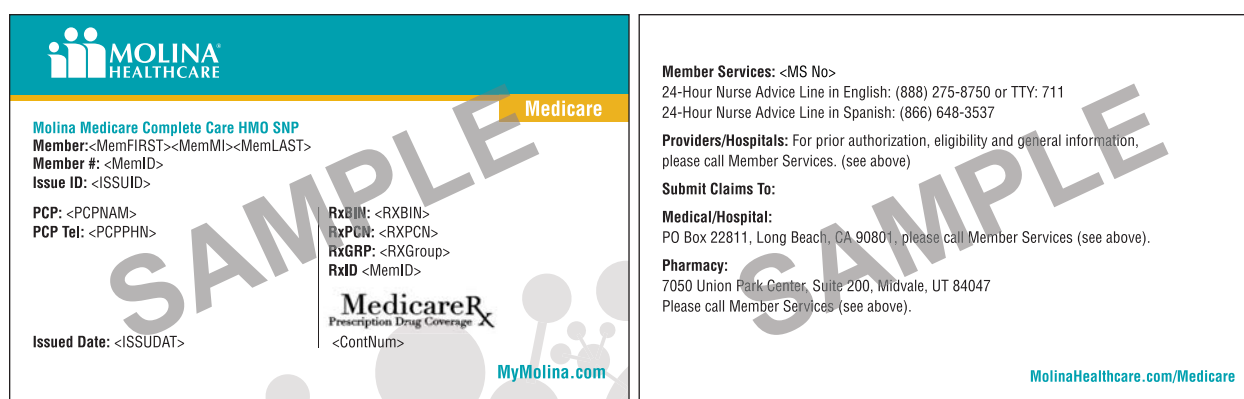 MOLINA®
HEALTHCARE
Medicare
Molina Medicare Complete Care HMO SNP
Member:<MemFIRST><MemMI><MemLAST>
Member #: <MemID>
Issue ID: <ISSUID>
PCP: <PCPNAM>
PCP Tel: <PCPPHN>
RxBIN: <RXBIN>
RxPCN: <RXPCN>
RxGRP: <RXGroup>
RxID <MemID>
MedicareRx
Prescription Drug Coverage
Issued Date: <ISSUDAT>
<ContNum>
MyMolina.com
SAMPLE
Member Services: <MS No>
24-Hour Nurse Advice Line in English: (888) 275-8750 or TTY: 711
24-Hour Nurse Advice Line in Spanish: (866) 648-3537
Providers/Hospitals: For prior authorization, eligibility and general information,
please call Member Services. (see above)
Submit Claims To:
Medical/Hospital:
PO Box 22811, Long Beach, CA 90801, please call Member Services (see above).
Pharmacy:
7050 Union Park Center, Suite 200, Midvale, UT 84047
Please call Member Services (see above).
MolinaHealthcare.com/Medicare
SAMPLE